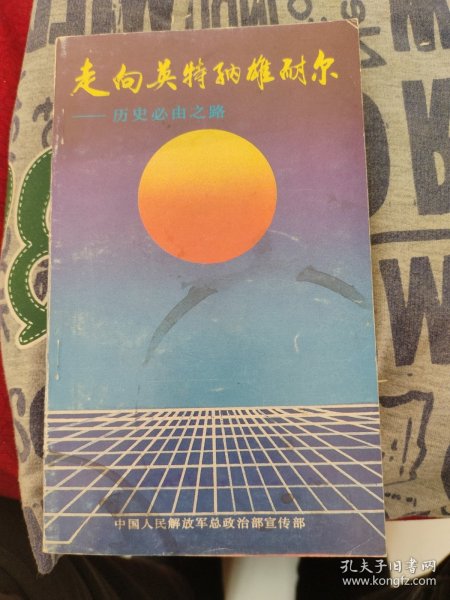 走向英特纳雄耐尔
——历史必由之路
中国人民解放军总政治部宣传部
孔夫子旧书网
www.kongfz.com